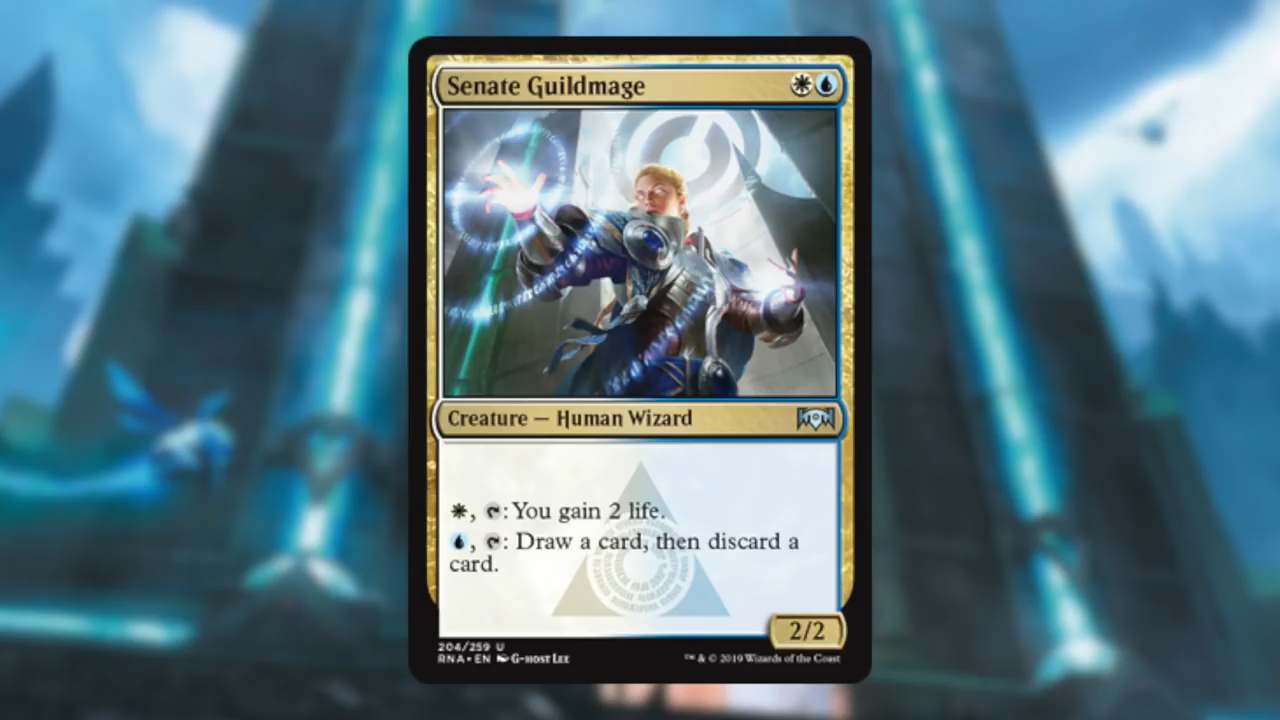 Senate Guildmage
Creature — Human Wizard
, : You gain 2 life.
, : Draw a card, then discard a
card.
2/2
204/259 U
RNA • EN G-host Lee
™ & © 2019 Wizards of the Coast